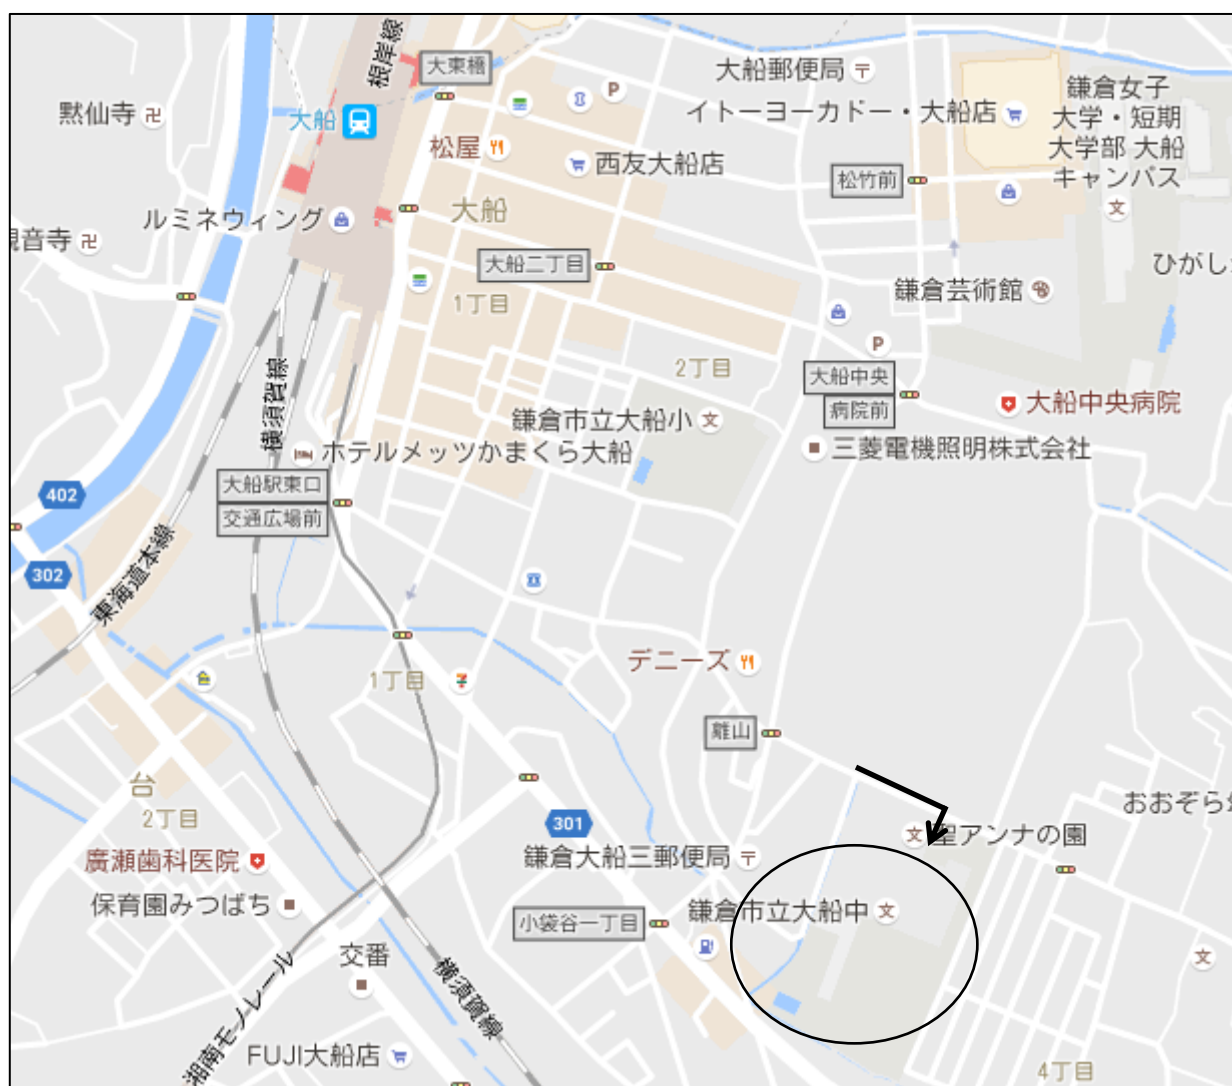 根岸線
大東橋
大船郵便局
鎌倉女子
大学・短期
大学部 大船
キャンパス
黙仙寺
大船
P
イトーヨーカドー・大船店
松屋
西友大船店
松竹前
ルミネウィング
大船
音寺
大船二丁目
ひがし
1丁目
鎌倉芸術館
P
2丁目
横須賀線
大船中央
病院前
大船中央病院
鎌倉市立大船小
文
三菱電機照明株式会社
ホテルメッツかまくら大船
402
大船駅東口
交通広場前
302
東海道本線
デニーズ
1丁目
離山
台
2丁目
301
おおぞら
文
聖アンナの園
廣瀬歯科医院
鎌倉大船三郵便局
保育園みつばち
小袋谷一丁目
鎌倉市立大船中
文
交番
横須賀線
湘南モノレール
FUJI大船店
文
4丁目